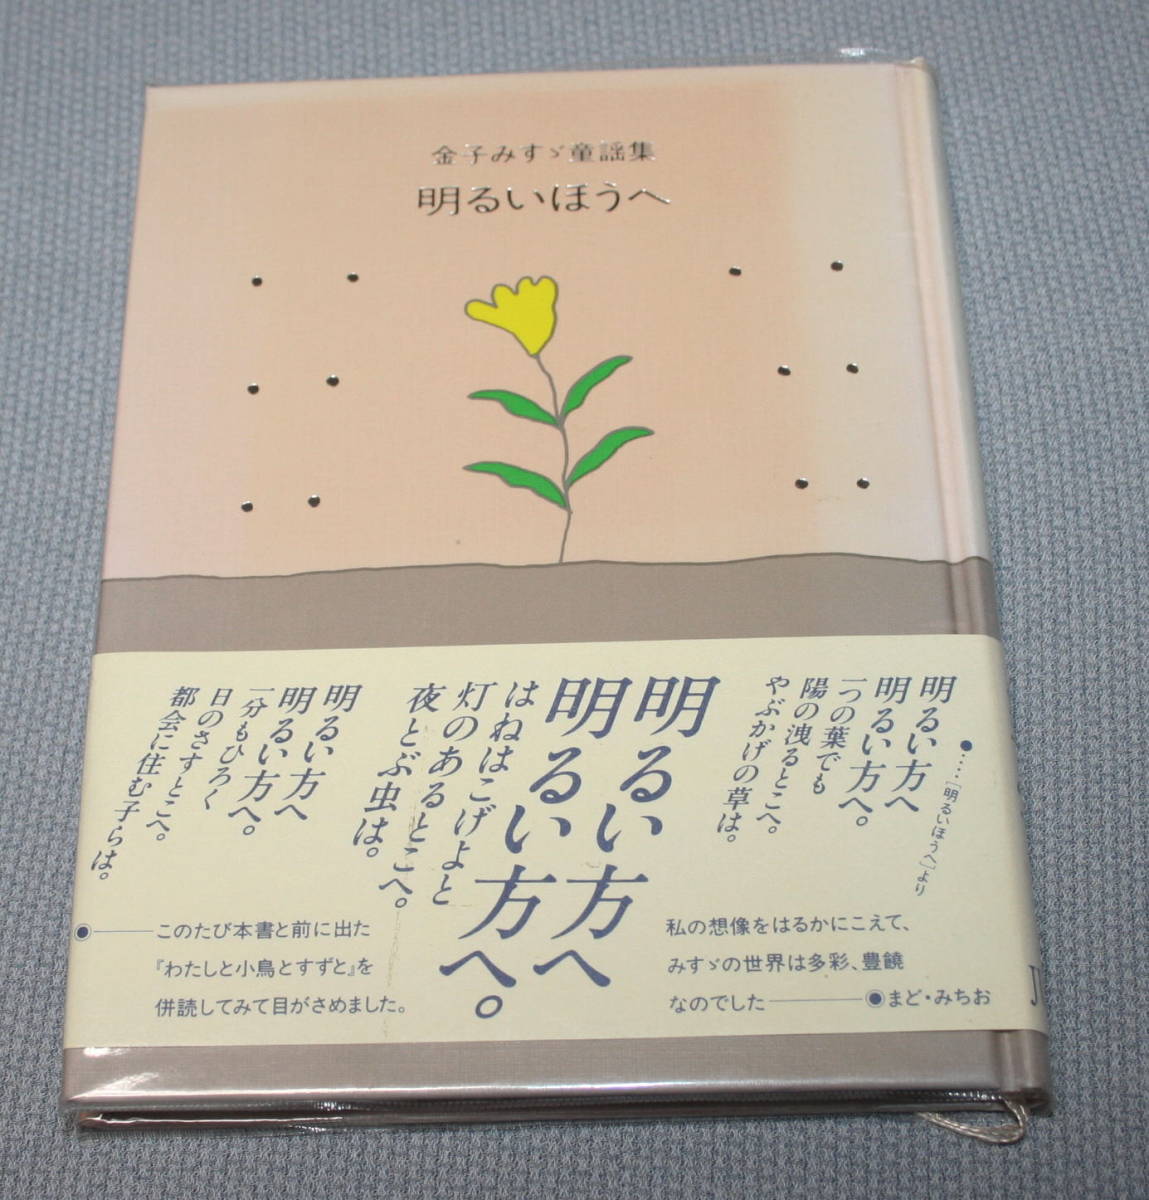 金子みすゞ童謡集
明るいほうへ
●‥‥「明るいほうへ」より
明るい方へ
明るい方へ。
一つの葉でも
陽の洩るとこへ。
やぶかげの草は。
明るい方へ
明るい方へ。
はねはこげよと
灯のあるとこへ。
夜とぶ虫は。
明るい方へ
明るい方へ。
一分もひろく
日のさすとこへ。
都会に住む子らは。
◉———このたび本書と前に出た
『わたしと小鳥とすずと』を
併読してみて目がさめました。
私の想像をはるかにこえて、
みすゞの世界は多彩、豊饒
なのでした———◉まど・みちお